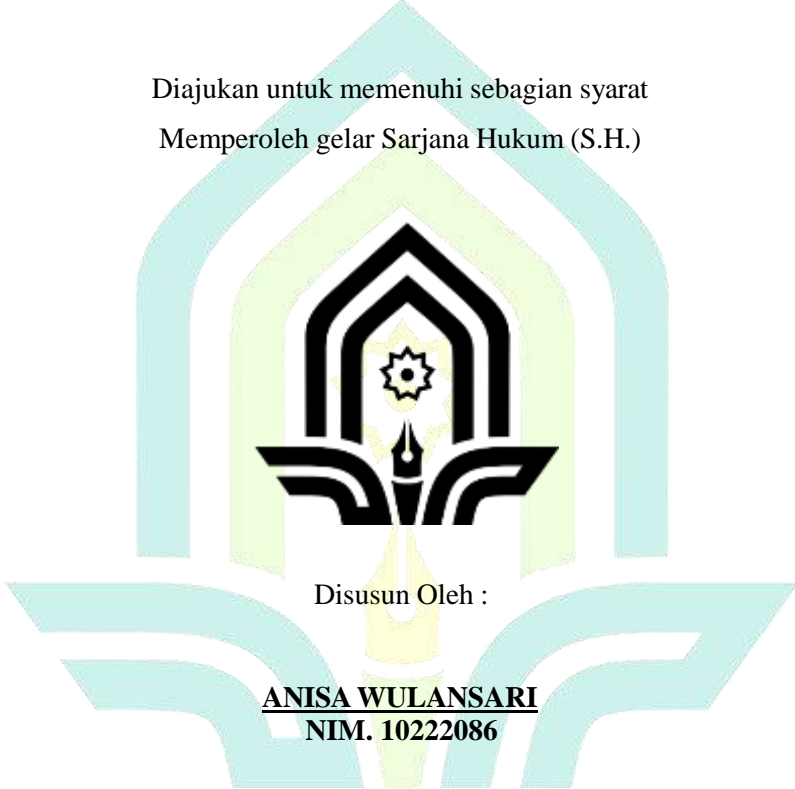 Diajukan untuk memenuhi sebagian syarat
Memperoleh gelar Sarjana Hukum (S.H.)
Disusun Oleh :
ANISA WULANSARI
NIM. 10222086